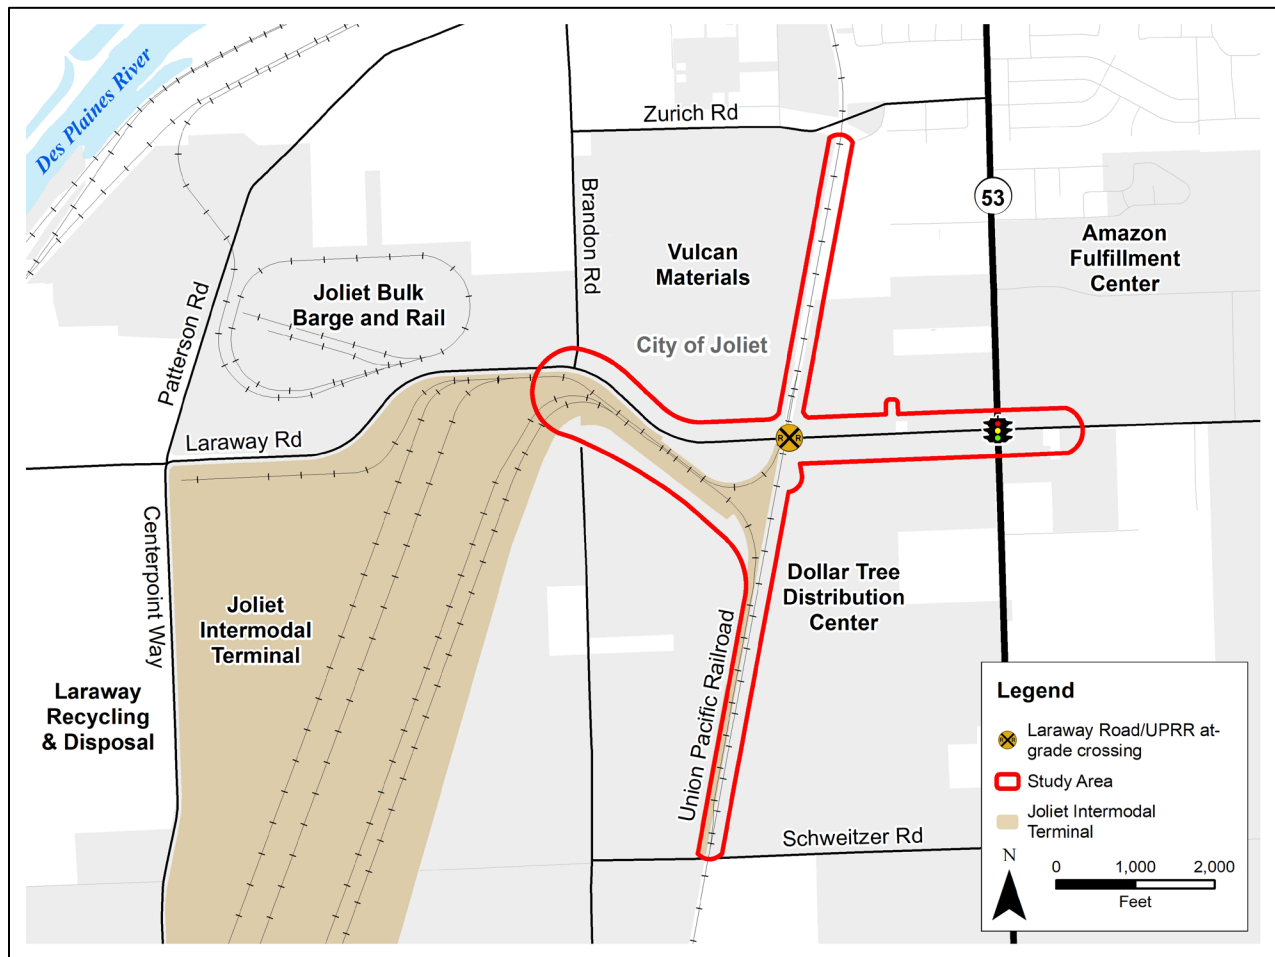 Des Plaines River
Zurich Rd
53
Brandon Rd
Amazon
Fulfillment
Center
Vulcan
Materials
Patterson Rd
Joliet Bulk
Barge and Rail
City of Joliet
Laraway Rd
R R
Centerpoint Way
Dollar Tree
Distribution
Center
Joliet
Intermodal
Terminal
Union Pacific Railroad
Laraway
Recycling
& Disposal
Schweitzer Rd
Legend
R R
Laraway Road/UPRR at-
grade crossing
Study Area
Joliet Intermodal
Terminal
N
0 1,000 2,000
Feet